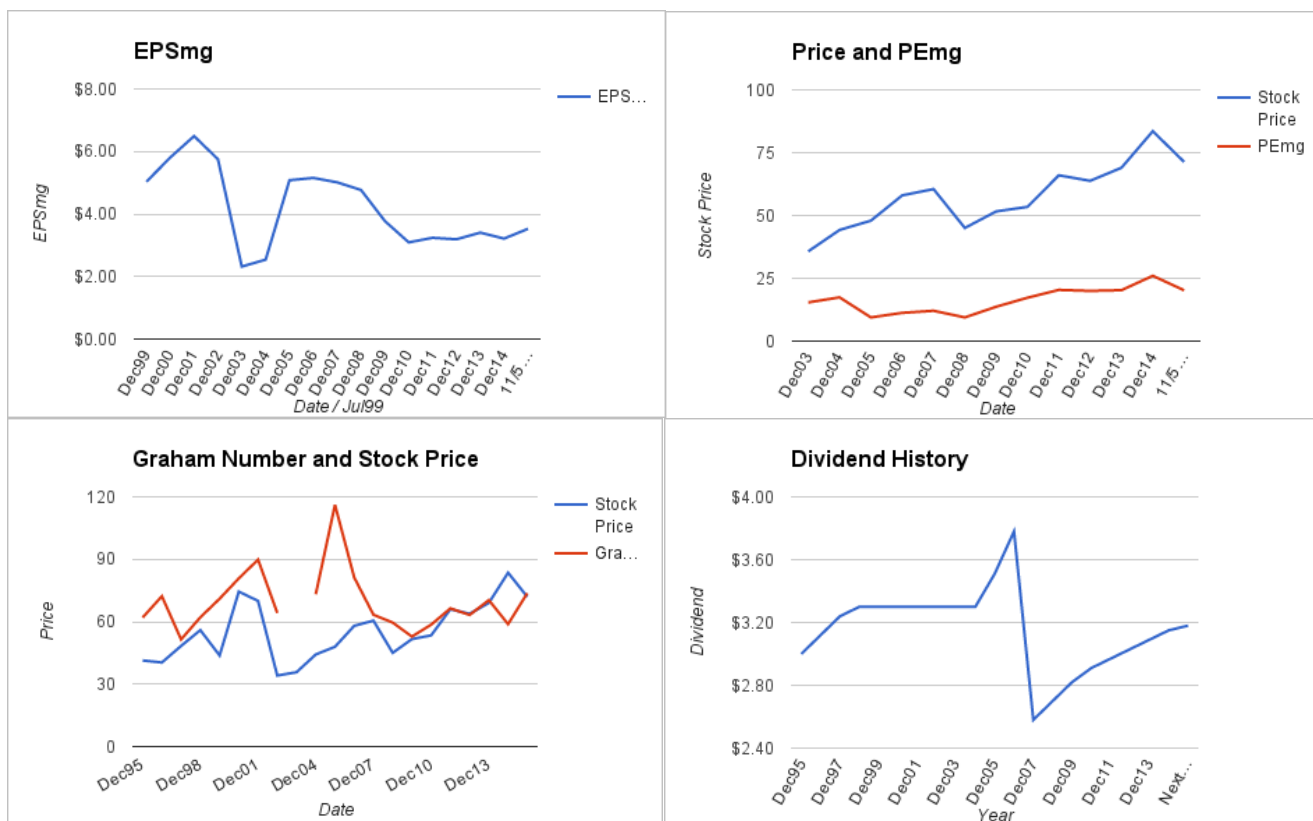 EPSmg
$8.00
$6.00
$4.00
$2.00
$0.00
EPSmg
EPS...
Dec99
Dec00
Dec01
Dec02
Dec03
Dec04
Dec05
Dec06
Dec07
Dec08
Dec09
Dec10
Dec11
Dec12
Dec13
Dec14
11/5 ...
Date / Jul99
Price and PEmg
100
75
50
25
0
Stock Price
Stock
Price
PEmg
Dec03
Dec04
Dec05
Dec06
Dec07
Dec08
Dec09
Dec10
Dec11
Dec12
Dec13
Dec14
11/5 ...
Date
Graham Number and Stock Price
120
90
60
30
0
Price
Stock
Price
Gra...
Dec95
Dec98
Dec01
Dec04
Dec07
Dec10
Dec13
Date
Dividend History
$4.00
$3.60
$3.20
$2.80
$2.40
Dividend
Dec95
Dec97
Dec99
Dec01
Dec03
Dec05
Dec07
Dec09
Dec11
Dec13
Next...
Year